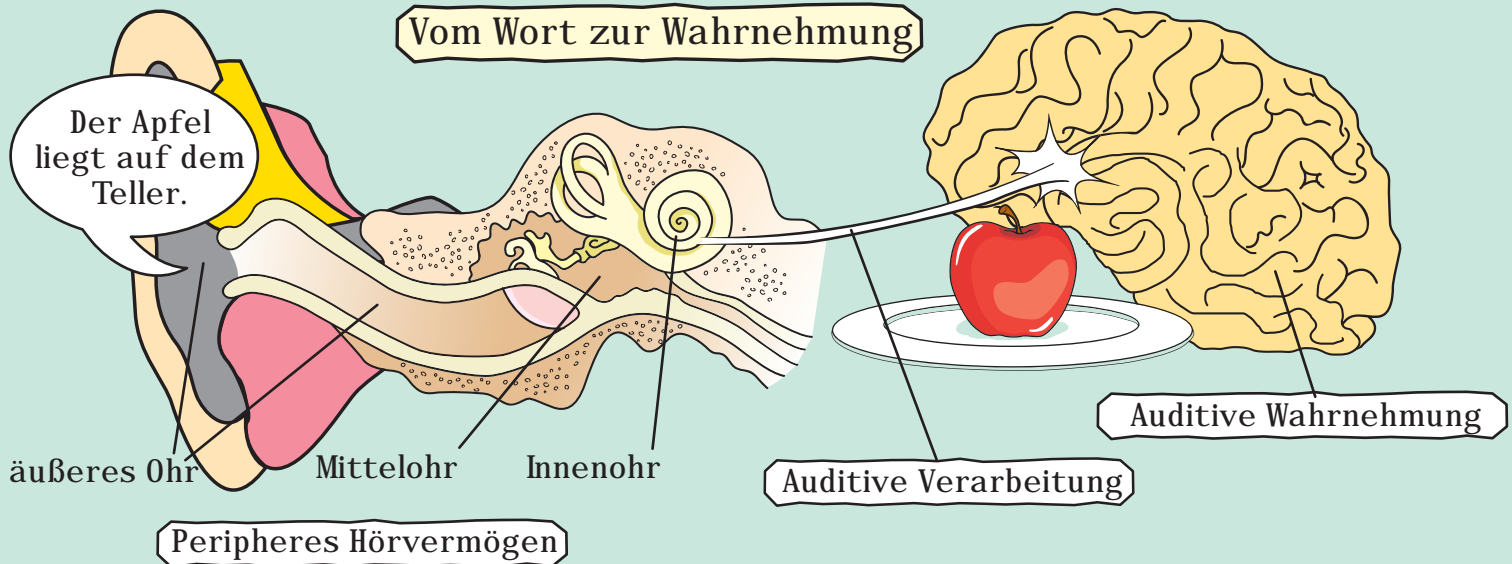 Vom Wort zur Wahrnehmung
Der Apfel
liegt auf dem
Teller.
äußeres Ohr
Mittelohr
Innenohr
Auditive Verarbeitung
Auditive Wahrnehmung
Peripheres Hörvermögen